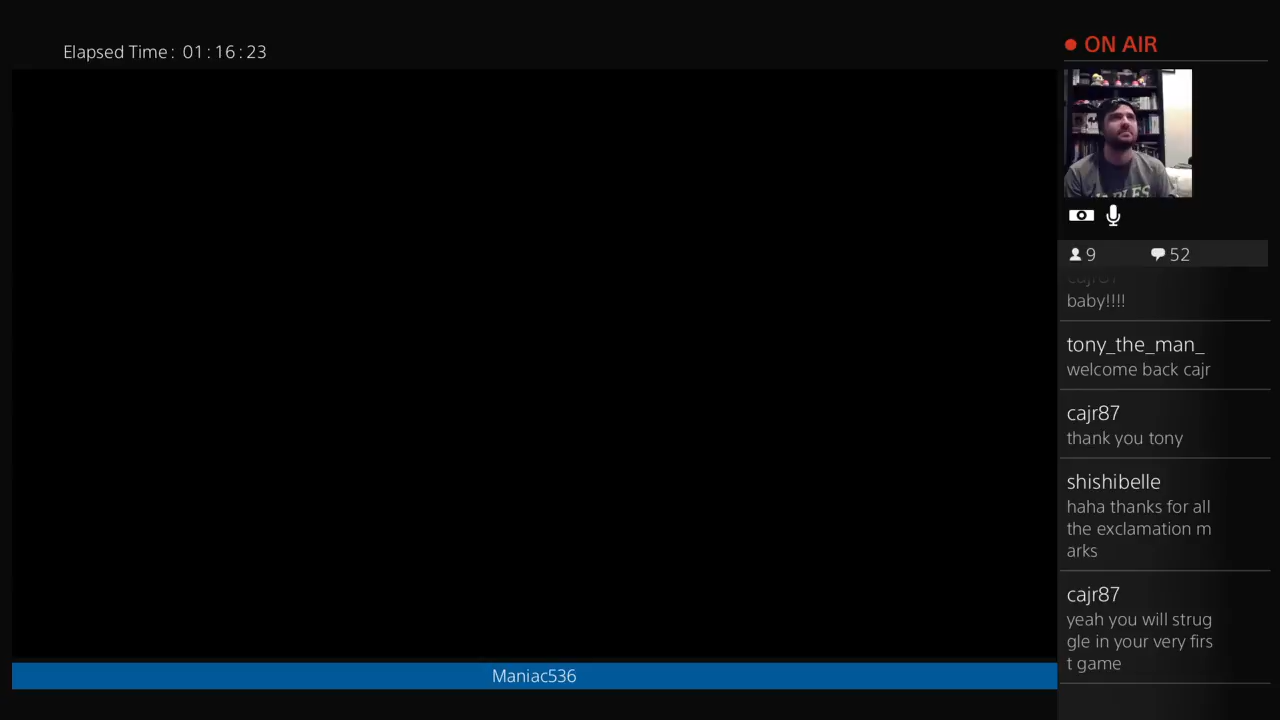 Elapsed Time: 01:16:23
ON AIR
9
52
cajr87
baby!!!!
tony_the_man_
welcome back cajr
cajr87
thank you tony
shishibelle
haha thanks for all
the exclamation m
arks
cajr87
yeah you will strug
gle in your very firs
t game
Maniac536